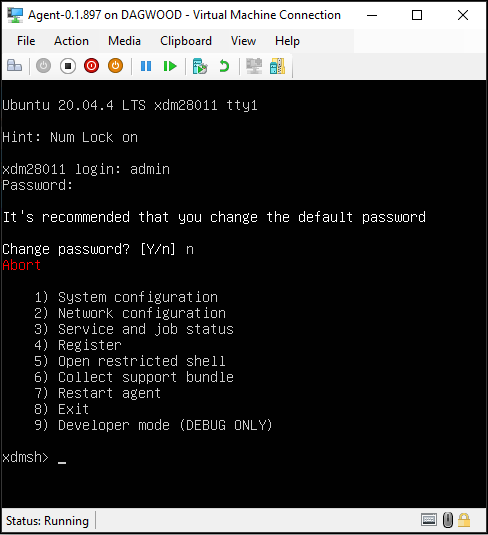 Agent-0.1.897 on DAGWOOD - Virtual Machine Connection
File Action Media Clipboard View Help
Ubuntu 20.04.4 LTS xdm28011 tty1
Hint: Num Lock on
xdm28011 login: admin
Password:
It's recommended that you change the default password
Change password? [Y/n] n
Abort
1) System configuration
2) Network configuration
3) Service and job status
4) Register
5) Open restricted shell
6) Collect support bundle
7) Restart agent
8) Exit
9) Developer mode (DEBUG ONLY)
xdmsh> _
Status: Running